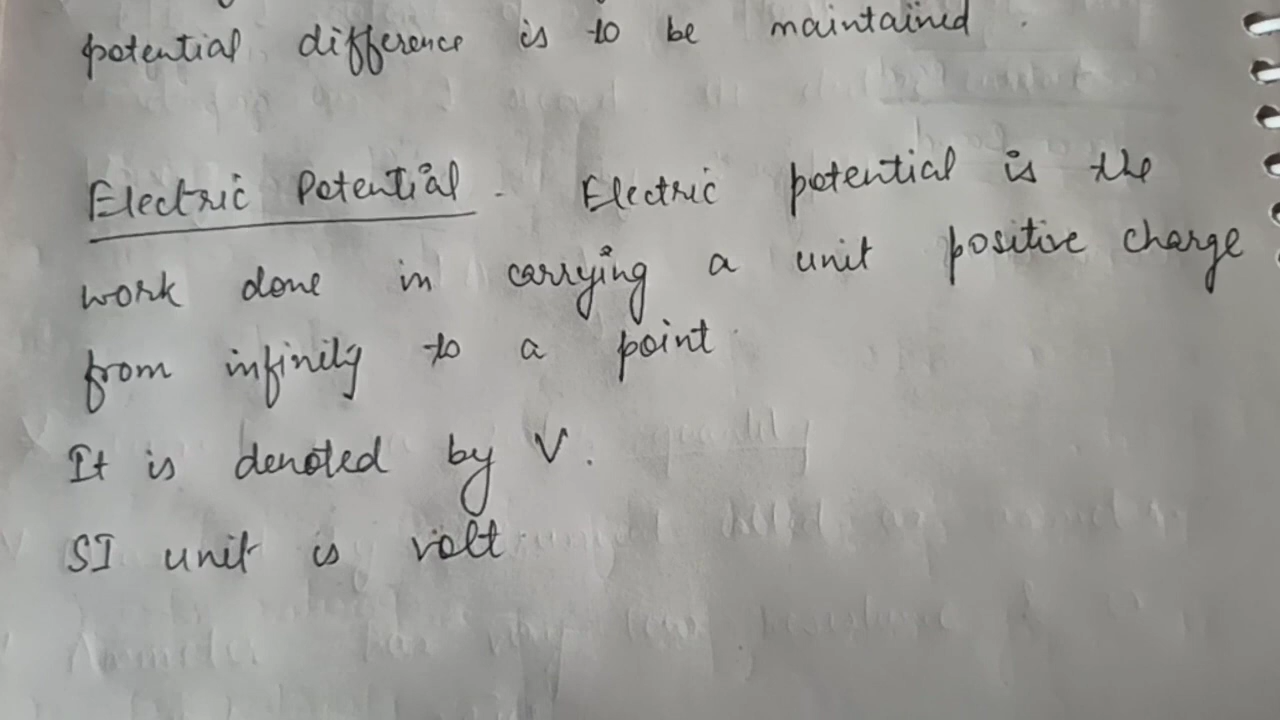 potential difference is to be maintained.
Electric Potential - Electric potential is the
work done in carrying a unit positive charge
from infinity to a point
It is denoted by V.
SI unit is volt